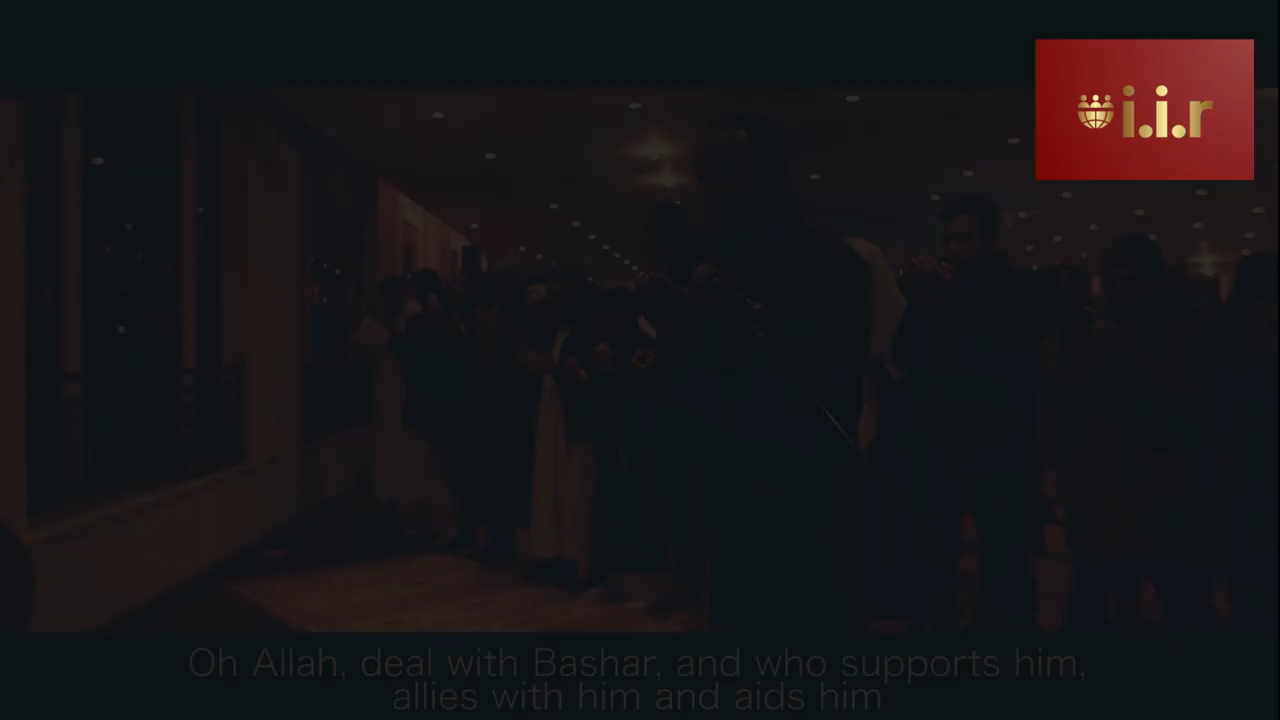 i.i.r
Oh Allah, deal with Bashar, and who supports him,
allies with him and aids him